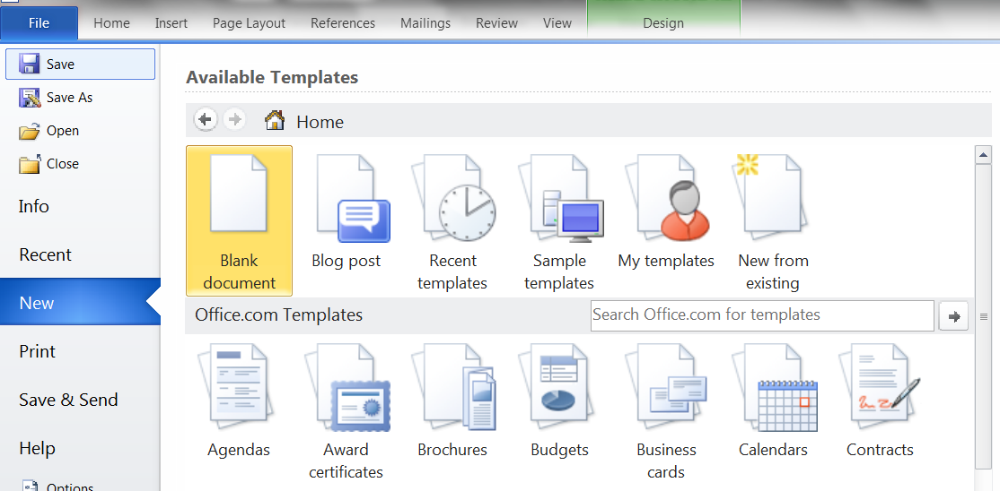 File Home Insert Page Layout References Mailings Review View Design
Save
Save As
Open
Close
Info
Recent
New
Print
Save & Send
Help
Options
Available Templates
Home
Blank
document
Blog post
Recent
templates
Sample
templates
My templates
New from
existing
Office.com Templates
Search Office.com for templates
Agendas
Award
certificates
Brochures
Budgets
Business
cards
Calendars
Contracts